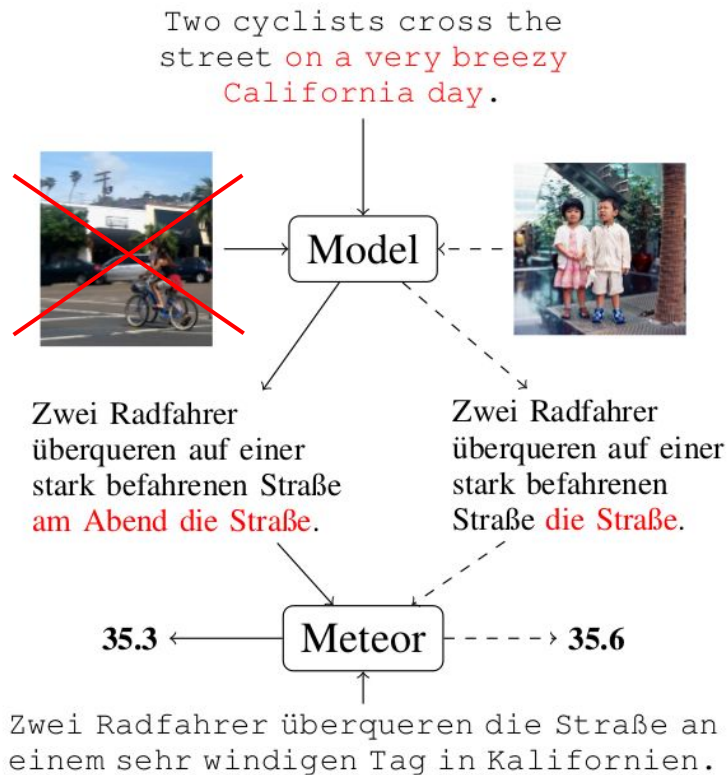 Two cyclists cross the
street on a very breezy
California day.
Model
Zwei Radfahrer
überqueren auf einer
stark befahrenen Straße
am Abend die Straße.
Zwei Radfahrer
überqueren auf einer
stark befahrenen
Straße die Straße.
35.3
Meteor
35.6
Zwei Radfahrer überqueren die Straße an
einem sehr windigen Tag in Kalifornien.